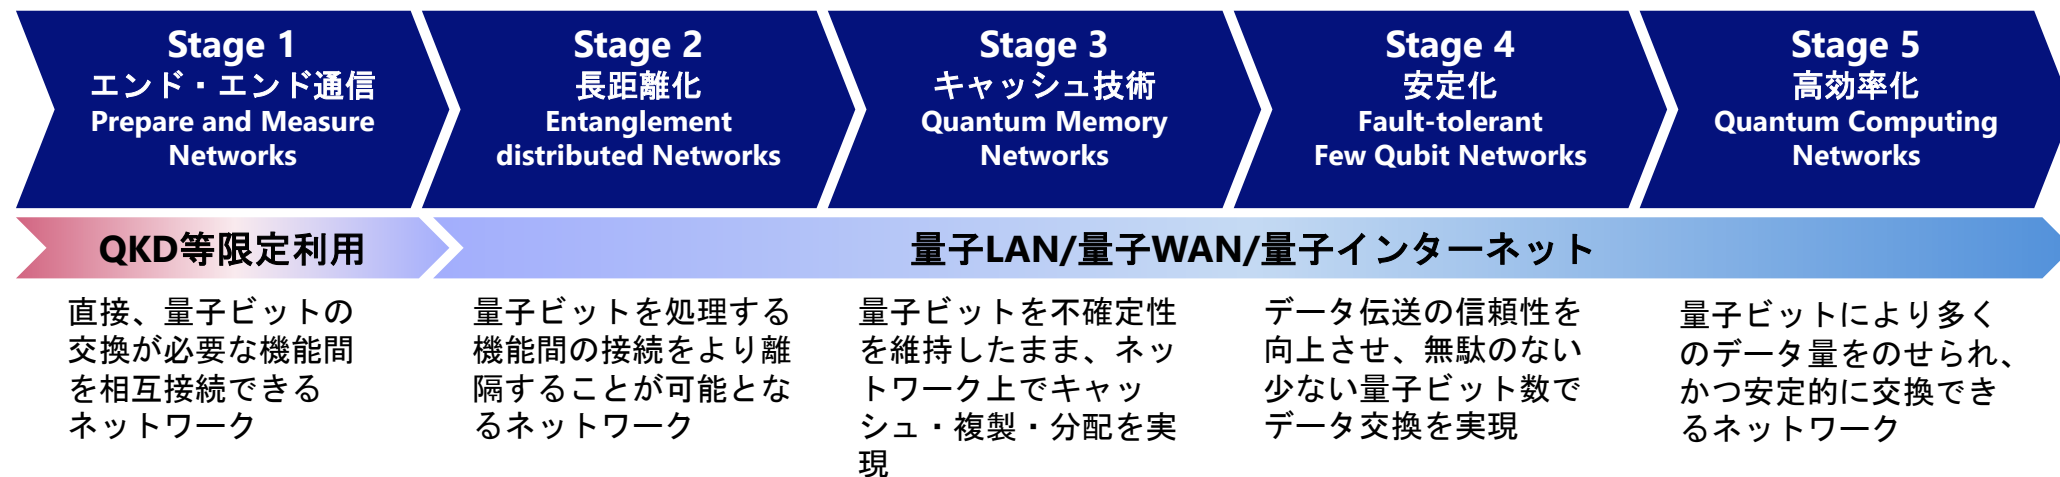 Stage 1
エンド・エンド通信
Prepare and Measure
Networks
Stage 2
長距離化
Entanglement
distributed Networks
Stage 3
キャッシュ技術
Quantum Memory
Networks
Stage 4
安定化
Fault-tolerant
Few Qubit Networks
Stage 5
高効率化
Quantum Computing
Networks
QKD等限定利用
量子LAN/量子WAN/量子インターネット
直接、量子ビットの
交換が必要な機能間
を相互接続できる
ネットワーク
量子ビットを処理する
機能間の接続をより離
隔することが可能とな
るネットワーク
量子ビットを不確定性
を維持したまま、ネッ
トワーク上でキャッ
シュ・複製・分配を実
現
データ伝送の信頼性を
向上させ、無駄のない
少ない量子ビット数で
データ交換を実現
量子ビットにより多く
のデータ量をのせられ、
かつ安定的に交換でき
るネットワーク